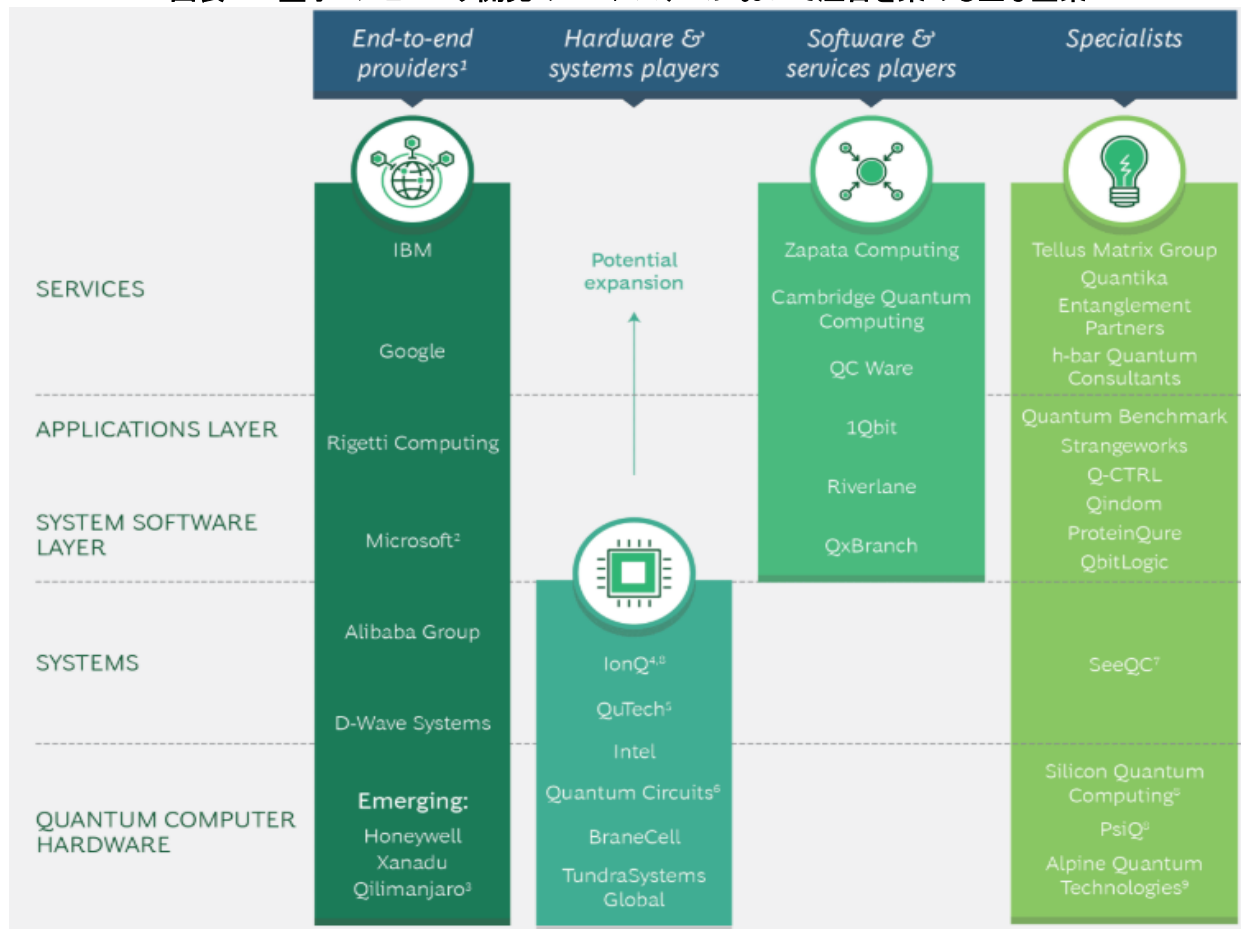 End-to-end
providers¹
Hardware &
systems players
Software &
services players
Specialists
SERVICES
APPLICATIONS LAYER
SYSTEM SOFTWARE
LAYER
SYSTEMS
QUANTUM COMPUTER
HARDWARE
IBM
Google
Rigetti Computing
Microsoft²
Alibaba Group
D-Wave Systems
Emerging:
Honeywell
Xanadu
Qilimanjaro³
Potential
expansion
IonQ⁴,⁸
QuTech⁵
Intel
Quantum Circuits⁶
BraneCell
TundraSystems
Global
Zapata Computing
Cambridge Quantum
Computing
QC Ware
1Qbit
Riverlane
QxBranch
Tellus Matrix Group
Quantika
Entanglement
Partners
h-bar Quantum
Consultants
Quantum Benchmark
Strangeworks
Q-CTRL
Qindom
ProteinQure
QbitLogic
SeeQC⁷
Silicon Quantum
Computing⁸
PsiQ⁸
Alpine Quantum
Technologies⁹